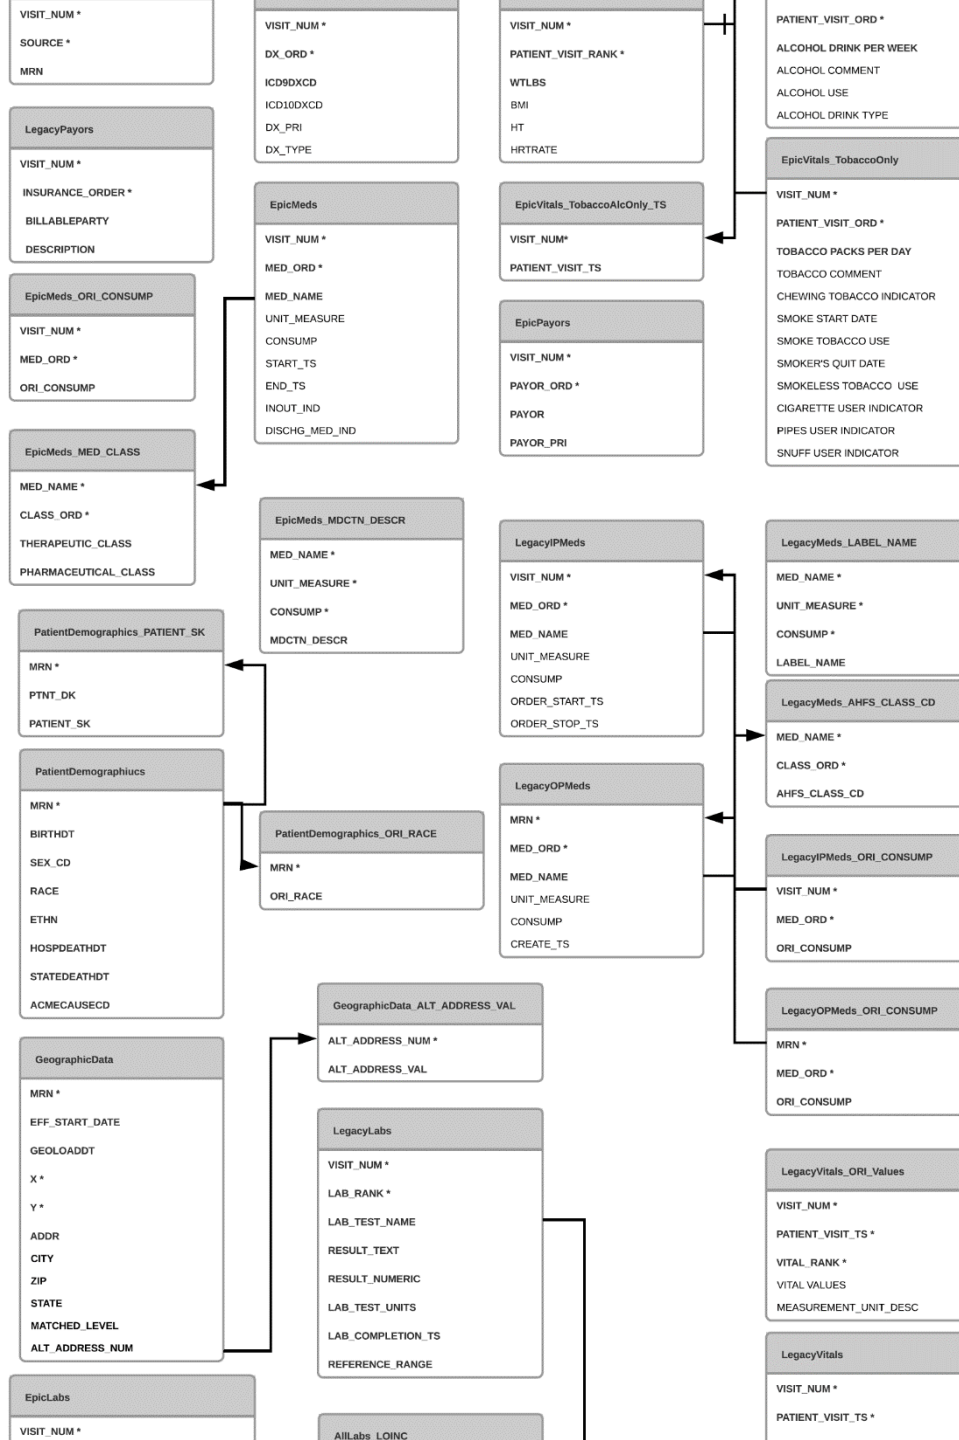 VISIT_NUM *
SOURCE *
MRN
LegacyPayors
VISIT_NUM *
INSURANCE_ORDER *
BILLABLEPARTY
DESCRIPTION
EpicMeds_ORI_CONSUMP
VISIT_NUM *
MED_ORD *
ORI_CONSUMP
EpicMeds_MED_CLASS
MED_NAME *
CLASS_ORD *
THERAPEUTIC_CLASS
PHARMACEUTICAL_CLASS
PatientDemographics_PATIENT_SK
MRN *
PTNT_DK
PATIENT_SK
PatientDemographiucs
MRN *
BIRTHDT
SEX_CD
RACE
ETHN
HOSPDEATHDT
STATEDEATHDT
ACMECAUSECD
GeographicData
MRN *
EFF_START_DATE
GEOLOADDT
X *
Y *
ADDR
CITY
ZIP
STATE
MATCHED_LEVEL
ALT_ADDRESS_NUM
EpicLabs
VISIT_NUM *
VISIT_NUM *
DX_ORD *
ICD9DXCD
ICD10DXCD
DX_PRI
DX_TYPE
EpicMeds
VISIT_NUM *
MED_ORD *
MED_NAME
UNIT_MEASURE
CONSUMP
START_TS
END_TS
INOUT_IND
DISCHG_MED_IND
EpicMeds_MDCTN_DESCR
MED_NAME *
UNIT_MEASURE *
CONSUMP *
MDCTN_DESCR
PatientDemographics_ORI_RACE
MRN *
ORI_RACE
GeographicData_ALT_ADDRESS_VAL
ALT_ADDRESS_NUM *
ALT_ADDRESS_VAL
LegacyLabs
VISIT_NUM *
LAB_RANK *
LAB_TEST_NAME
RESULT_TEXT
RESULT_NUMERIC
LAB_TEST_UNITS
LAB_COMPLETION_TS
REFERENCE_RANGE
AllLabs_LOINC
VISIT_NUM *
PATIENT_VISIT_RANK *
WTLBS
BMI
HT
HRTRATE
EpicVitals_TobaccoAlcOnly_TS
VISIT_NUM*
PATIENT_VISIT_TS
EpicPayors
VISIT_NUM *
PAYOR_ORD *
PAYOR
PAYOR_PRI
LegacyIPMeds
VISIT_NUM *
MED_ORD *
MED_NAME
UNIT_MEASURE
CONSUMP
ORDER_START_TS
ORDER_STOP_TS
LegacyOPMeds
MRN *
MED_ORD *
MED_NAME
UNIT_MEASURE
CONSUMP
CREATE_TS
PATIENT_VISIT_ORD *
ALCOHOL DRINK PER WEEK
ALCOHOL COMMENT
ALCOHOL USE
ALCOHOL DRINK TYPE
EpicVitals_TobaccoOnly
VISIT_NUM *
PATIENT_VISIT_ORD *
TOBACCO PACKS PER DAY
TOBACCO COMMENT
CHEWING TOBACCO INDICATOR
SMOKE START DATE
SMOKE TOBACCO USE
SMOKER'S QUIT DATE
SMOKELESS TOBACCO USE
CIGARETTE USER INDICATOR
PIPES USER INDICATOR
SNUFF USER INDICATOR
LegacyMeds_LABEL_NAME
MED_NAME *
UNIT_MEASURE *
CONSUMP *
LABEL_NAME
LegacyMeds_AHFS_CLASS_CD
MED_NAME *
CLASS_ORD *
AHFS_CLASS_CD
LegacyIPMeds_ORI_CONSUMP
VISIT_NUM *
MED_ORD *
ORI_CONSUMP
LegacyOPMeds_ORI_CONSUMP
MRN *
MED_ORD *
ORI_CONSUMP
LegacyVitals_ORI_Values
VISIT_NUM *
PATIENT_VISIT_TS *
VITAL_RANK *
VITAL VALUES
MEASUREMENT_UNIT_DESC
LegacyVitals
VISIT_NUM *
PATIENT_VISIT_TS *